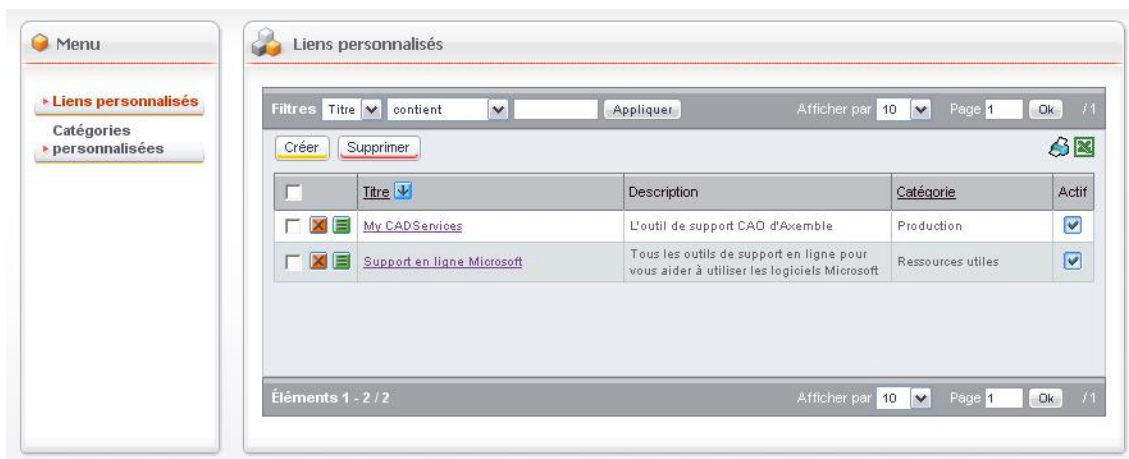 Menu
Liens personnalisés
Catégories
personnalisées
Liens personnalisés
Filtres Titre contient Appliquer Afficher par 10 Page 1 Ok / 1
Créer Supprimer
Titre Description Catégorie Actif
My CADServices L'outil de support CAO d'Axemble Production
Support en ligne Microsoft Tous les outils de support en ligne pour Ressources utiles
vous aider à utiliser les logiciels Microsoft
Éléments 1 - 2 / 2 Afficher par 10 Page 1 Ok / 1